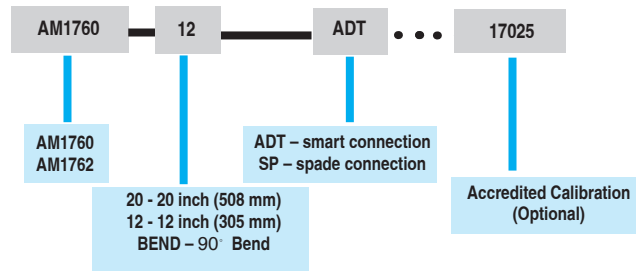 AM1760 12 ADT 17025
AM1760
AM1762
20 - 20 inch (508 mm)
12 - 12 inch (305 mm)
BEND – 90° Bend
ADT – smart connection
SP – spade connection
Accredited Calibration
(Optional)